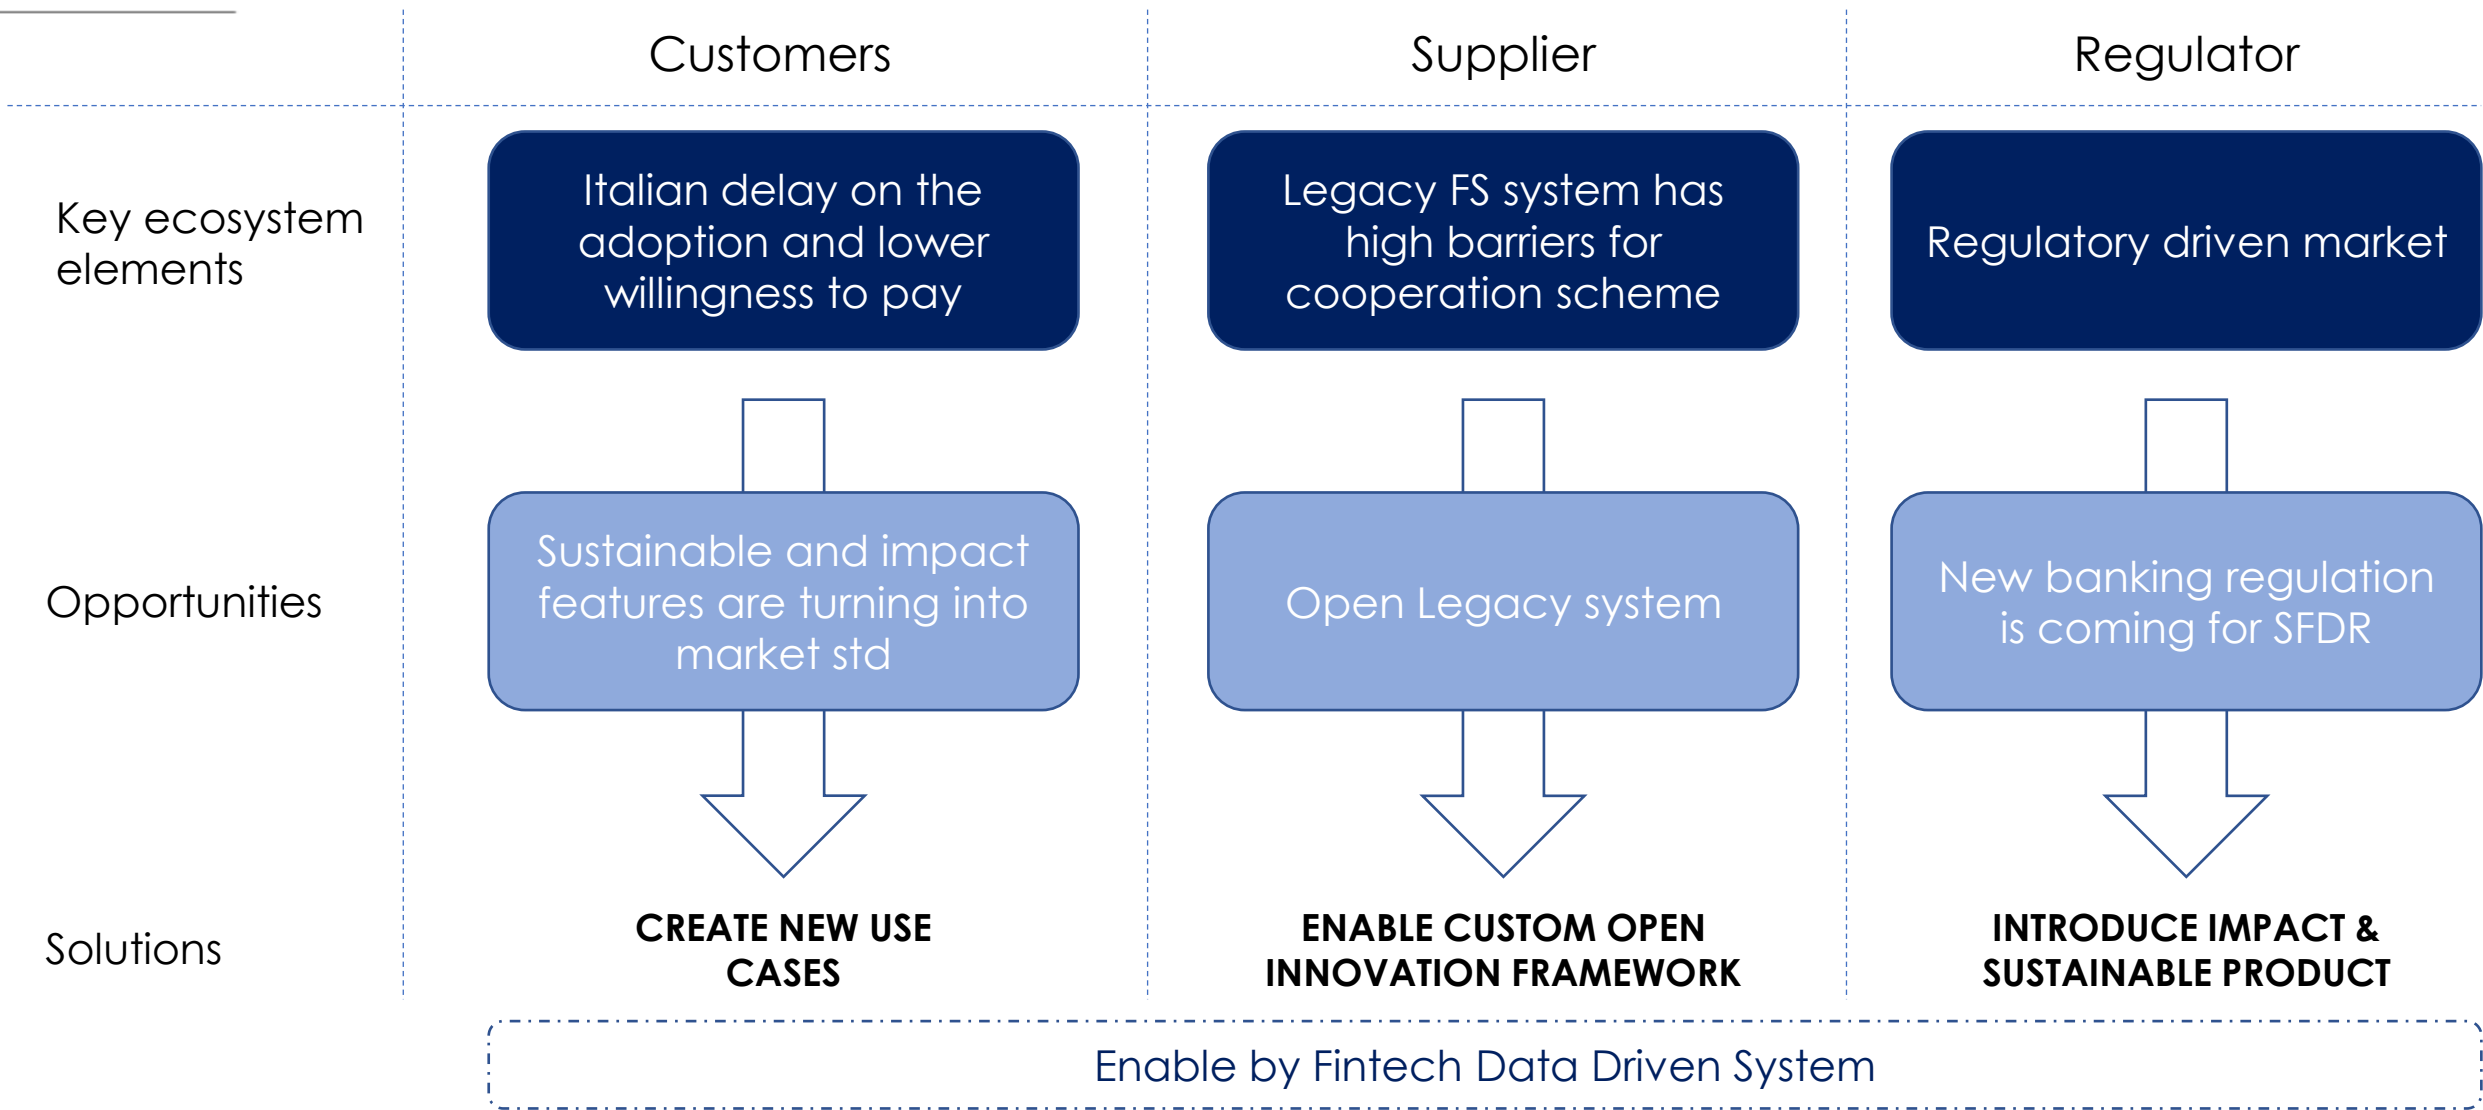 Customers
Supplier
Regulator
Key ecosystem
elements
Italian delay on the
adoption and lower
willingness to pay
Legacy FS system has
high barriers for
cooperation scheme
Regulatory driven market
Opportunities
Sustainable and impact
features are turning into
market std
Open Legacy system
New banking regulation
is coming for SFDR
Solutions
CREATE NEW USE
CASES
ENABLE CUSTOM OPEN
INNOVATION FRAMEWORK
INTRODUCE IMPACT &
SUSTAINABLE PRODUCT
Enable by Fintech Data Driven System